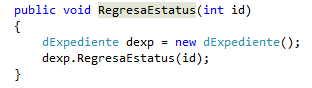 public void RegresaEstatus(int id)
{
dExpediente dexp = new dExpediente();
dexp.RegresaEstatus(id);
}